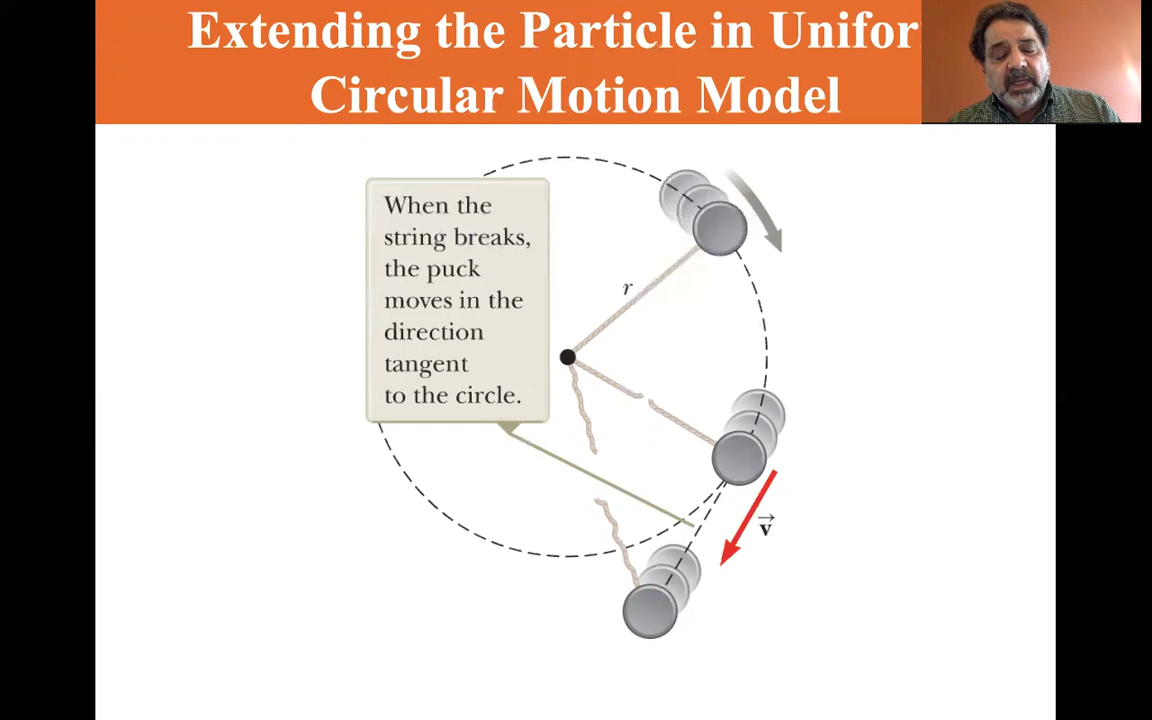 Extending the Particle in Unifor
Circular Motion Model
When the
string breaks,
the puck
moves in the
direction
tangent
to the circle.
r
v